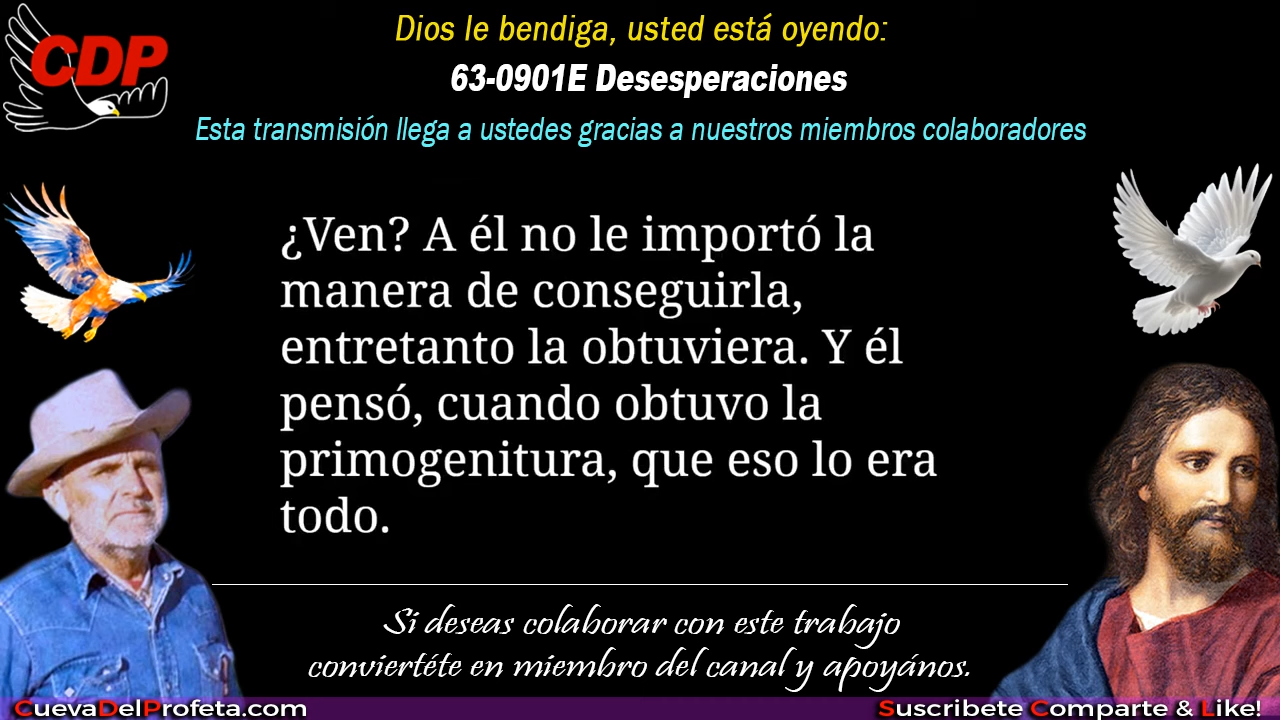 CDP
Dios le bendiga, usted está oyendo:
63-0901E Desesperaciones
Esta transmisión llega a ustedes gracias a nuestros miembros colaboradores
¿Ven? A él no le importó la
manera de conseguirla,
entretanto la obtuviera. Y él
pensó, cuando obtuvo la
primogenitura, que eso lo era
todo.
Si deseas colaborar con este trabajo
conviertéte en miembro del canal y apoyános.
CuevaDelProfeta.com
Suscribete Comparte & Like!